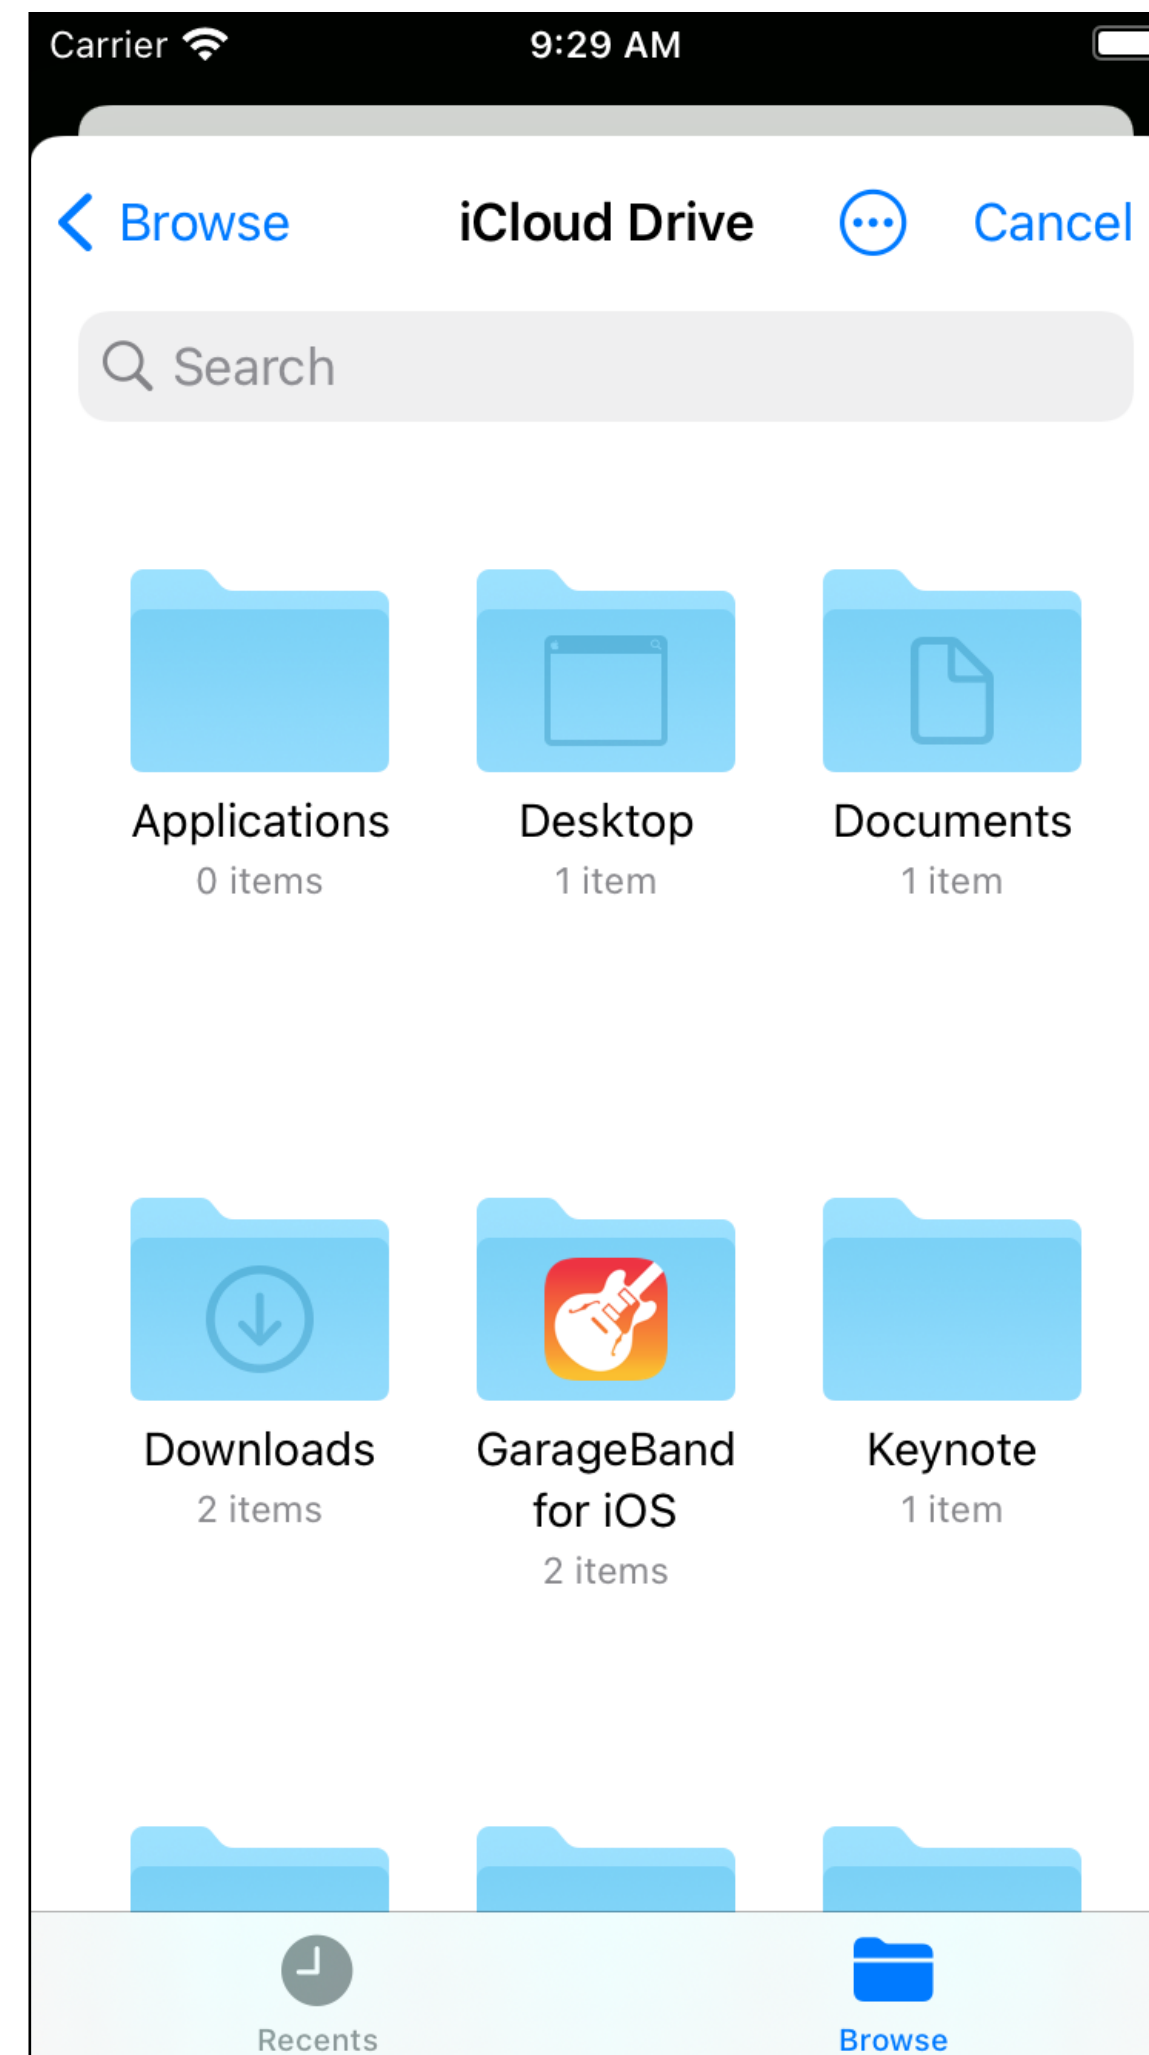 Carrier 9:29 AM
Browse iCloud Drive Cancel
Search
Applications Desktop Documents
0 items 1 item 1 item
Downloads GarageBand for iOS Keynote
2 items 2 items 1 item
Recents Browse